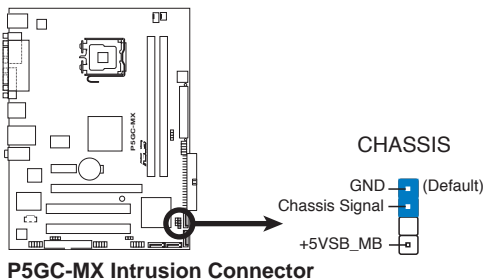 P5GC-MX
CHASSIS
GND (Default)
Chassis Signal
+5VSB_MB
P5GC-MX Intrusion Connector